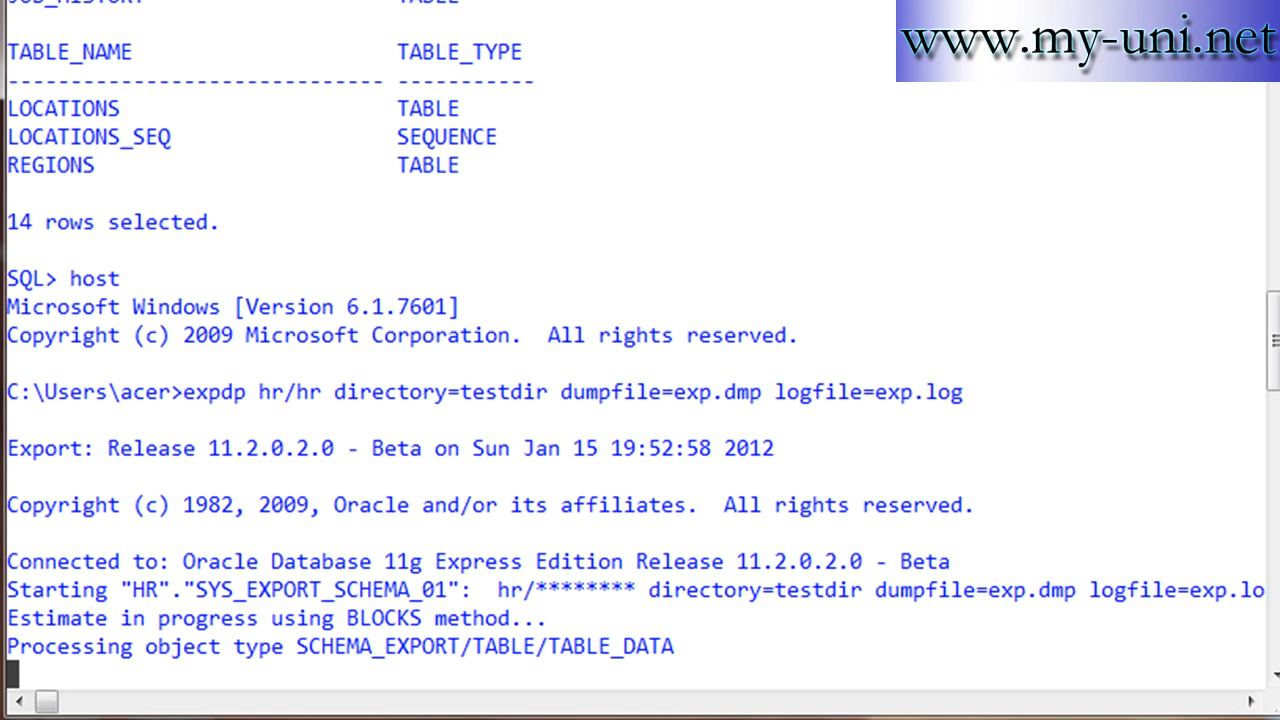 JOB_HISTORY TABLE
www.my-uni.net
TABLE_NAME TABLE_TYPE
------------------------------ -----------
LOCATIONS TABLE
LOCATIONS_SEQ SEQUENCE
REGIONS TABLE
14 rows selected.
SQL> host
Microsoft Windows [Version 6.1.7601]
Copyright (c) 2009 Microsoft Corporation.  All rights reserved.
C:\Users\acer>expdp hr/hr directory=testdir dumpfile=exp.dmp logfile=exp.log
Export: Release 11.2.0.2.0 - Beta on Sun Jan 15 19:52:58 2012
Copyright (c) 1982, 2009, Oracle and/or its affiliates.  All rights reserved.
Connected to: Oracle Database 11g Express Edition Release 11.2.0.2.0 - Beta
Starting "HR"."SYS_EXPORT_SCHEMA_01":  hr/******** directory=testdir dumpfile=exp.dmp logfile=exp.lo
Estimate in progress using BLOCKS method...
Processing object type SCHEMA_EXPORT/TABLE/TABLE_DATA